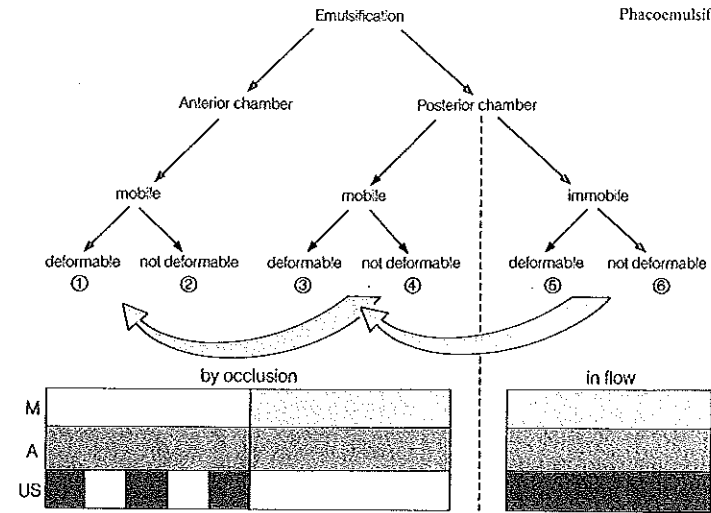 Emulsification
Phacoemulsif
Anterior chamber
Posterior chamber
mobile
mobile
immobile
deformable
not deformable
deformable
not deformable
deformable
not deformable
①
②
③
④
⑤
⑥
by occlusion
in flow
M
A
US